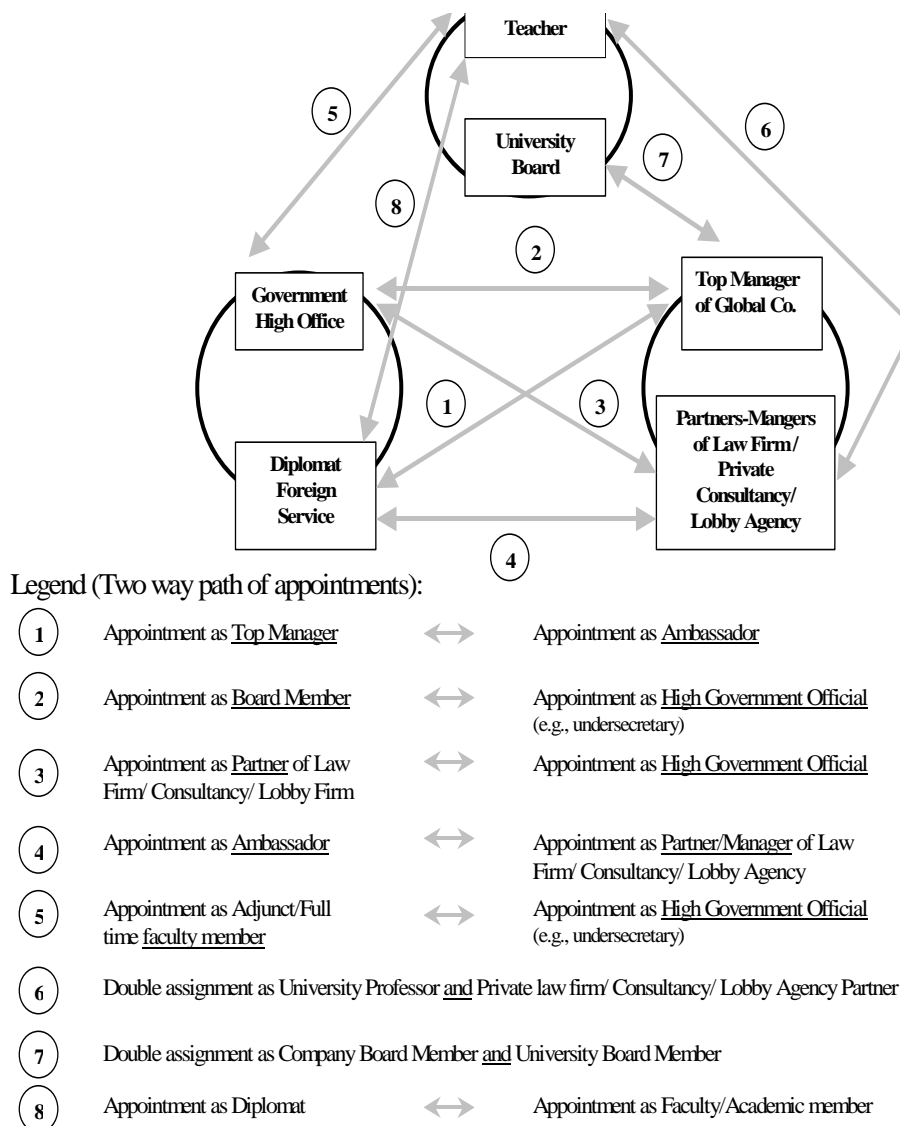 Teacher
5
6
University
Board
7
8
2
Government
High Office
Top Manager
of Global Co.
1
3
Partners-Mangers
of Law Firm/
Private
Consultancy/
Lobby Agency
Diplomat
Foreign
Service
4
Legend (Two way path of appointments):
1 Appointment as Top Manager Appointment as Ambassador
2 Appointment as Board Member Appointment as High Government Official
(e.g., undersecretary)
3 Appointment as Partner of Law Appointment as High Government Official
Firm/ Consultancy/ Lobby Firm
4 Appointment as Ambassador Appointment as Partner/Manager of Law
Firm/ Consultancy/ Lobby Agency
5 Appointment as Adjunct/Full Appointment as High Government Official
time faculty member (e.g., undersecretary)
6 Double assignment as University Professor and Private law firm/ Consultancy/ Lobby Agency Partner
7 Double assignment as Company Board Member and University Board Member
8 Appointment as Diplomat Appointment as Faculty/Academic member